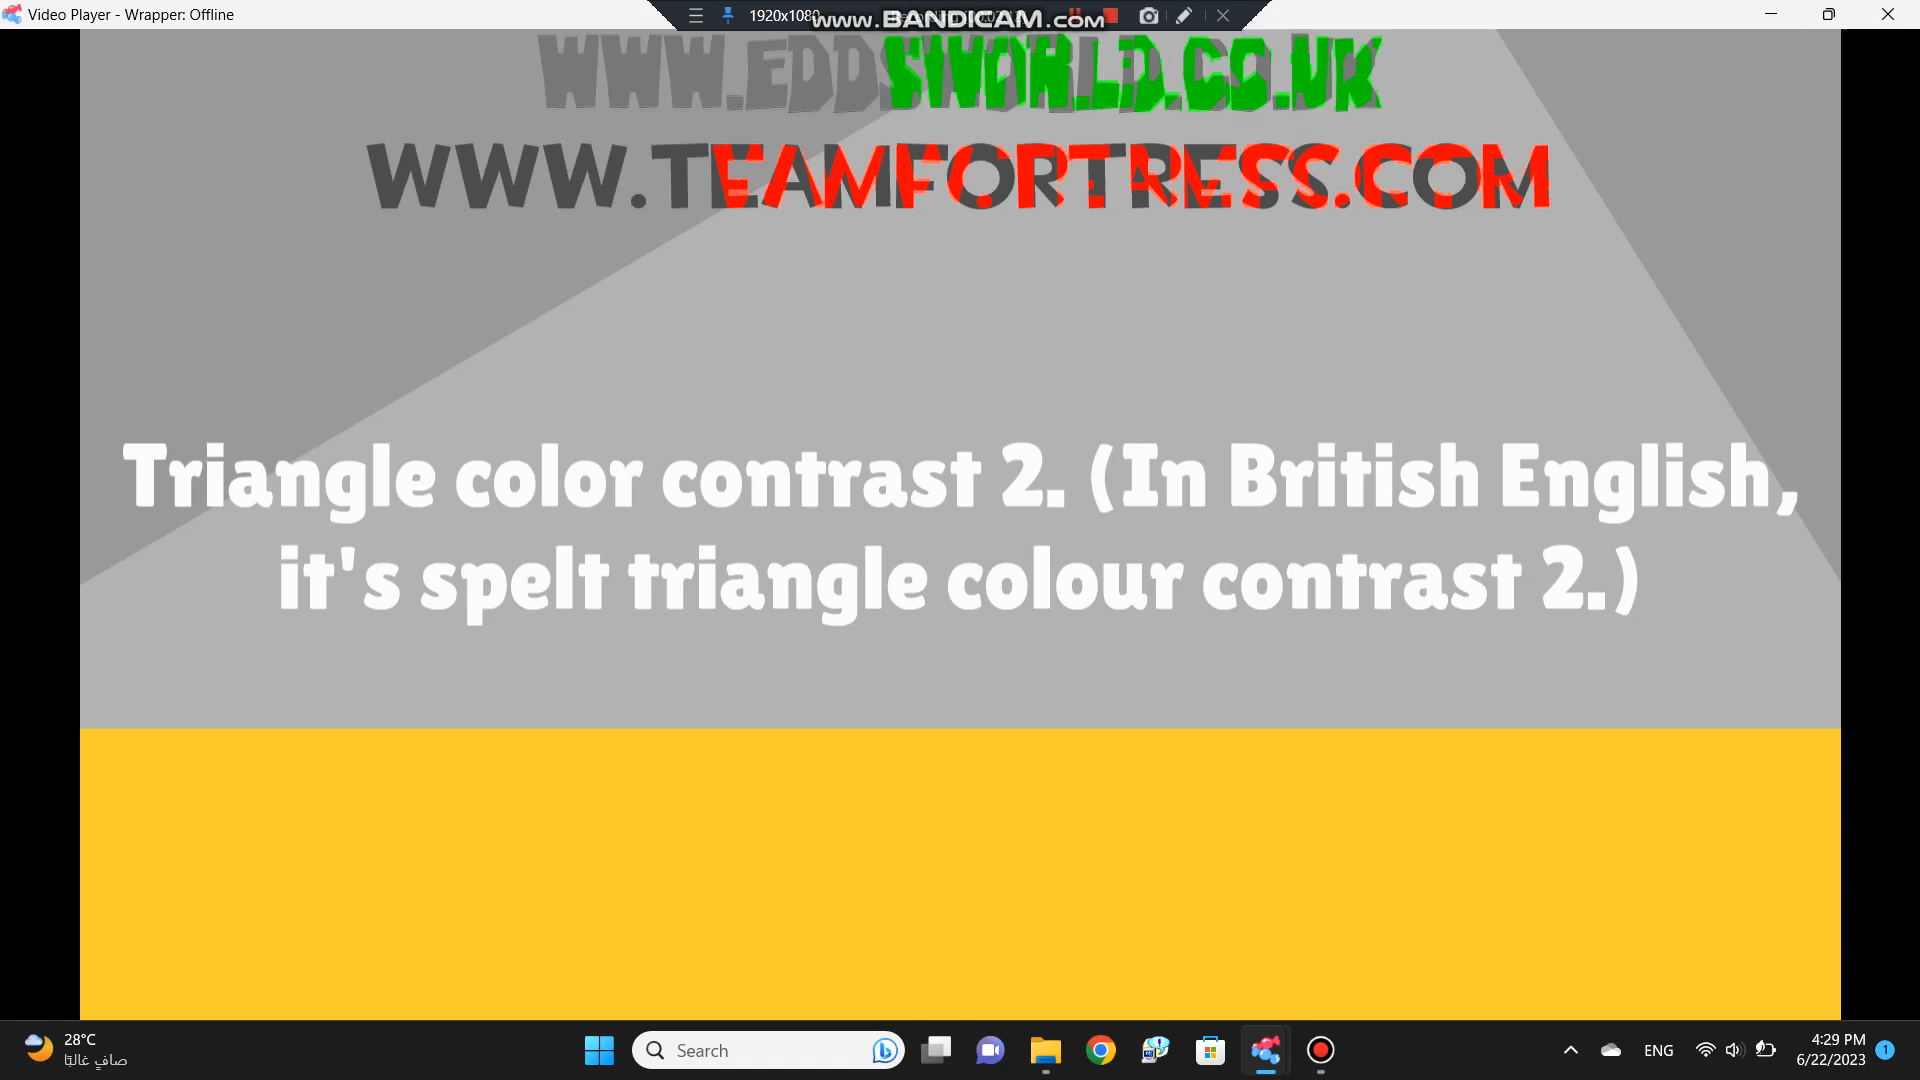 Video Player - Wrapper: Offline
1920x1080
www.BANDICAM.com
WWW.EDDSWORLD.CO.UK
WWW.TEAMFORTRESS.COM
Triangle color contrast 2. (In British English,
it's spelt triangle colour contrast 2.)
28°C
صافٍ غالبًا
Search
ENG
4:29 PM
6/22/2023
1